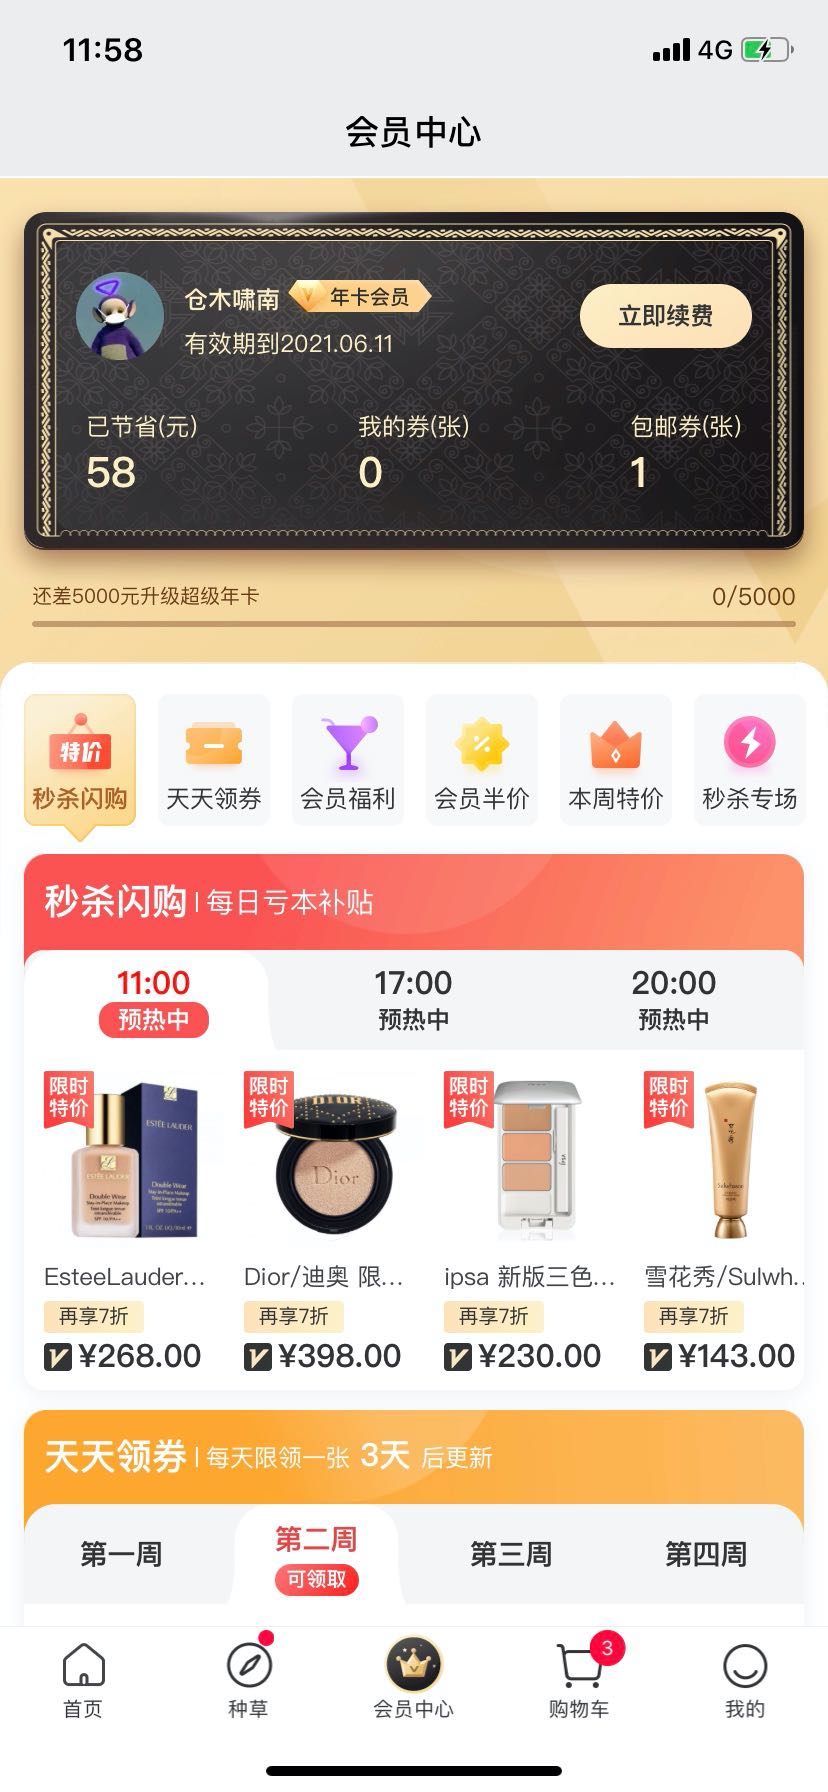 11:58
4G
会员中心
仓木啸南 年卡会员
有效期到2021.06.11
立即续费
已节省(元) 我的券(张) 包邮券(张)
58 0 1
还差5000元升级超级年卡 0/5000
特价
秒杀闪购 天天领券 会员福利 会员半价 本周特价 秒杀专场
秒杀闪购 | 每日亏本补贴
11:00 17:00 20:00
预热中 预热中 预热中
限时 限时 限时 限时
特价 特价 特价 特价
ESTEE LAUDER
Double Wear
Dior
EsteeLauder... Dior/迪奥 限... ipsa 新版三色... 雪花秀/Sulwh...
再享7折 再享7折 再享7折 再享7折
¥268.00 ¥398.00 ¥230.00 ¥143.00
天天领券 | 每天限领一张 3天 后更新
第一周 第二周 第三周 第四周
可领取
3
首页 种草 会员中心 购物车 我的